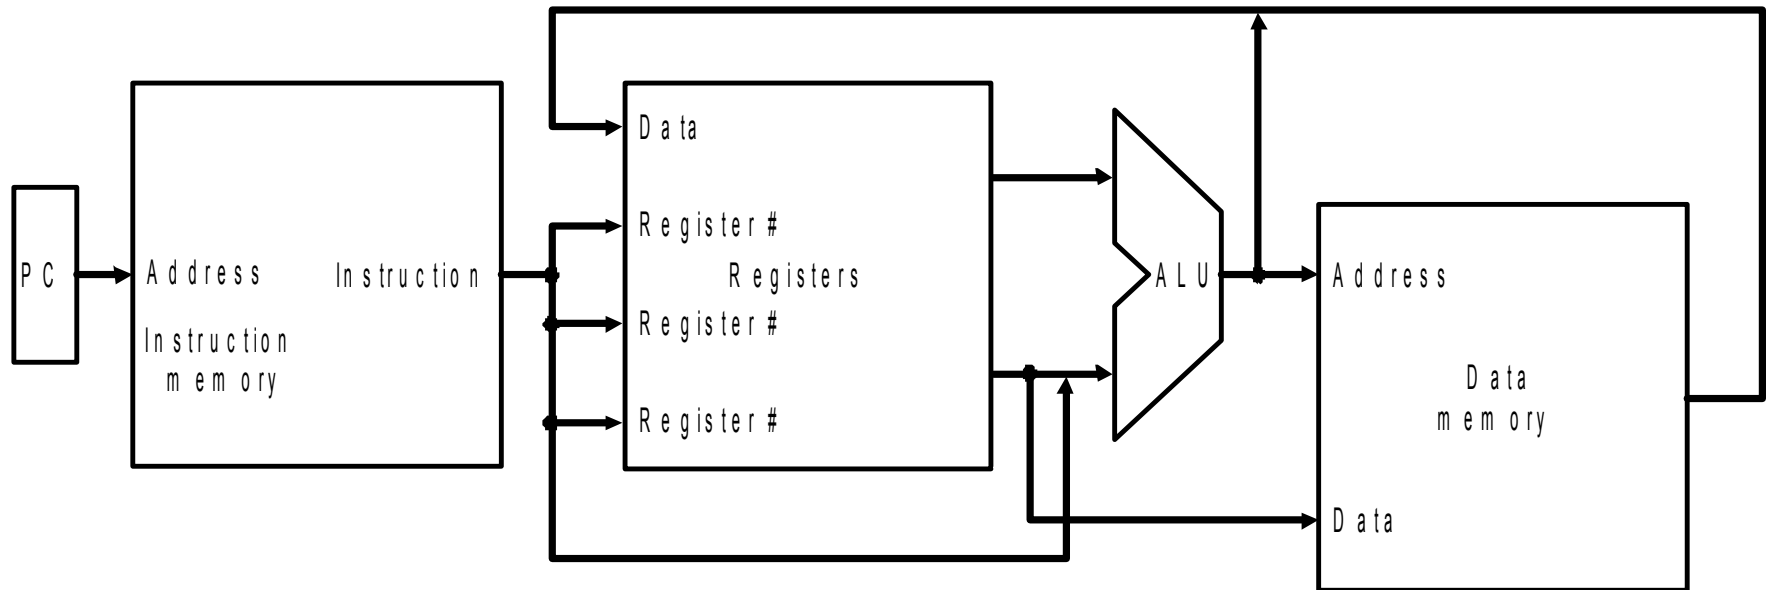 PC
Address
Instruction
Instruction
memory
Data
Register #
Registers
Register #
Register #
ALU
Address
Data
memory
Data